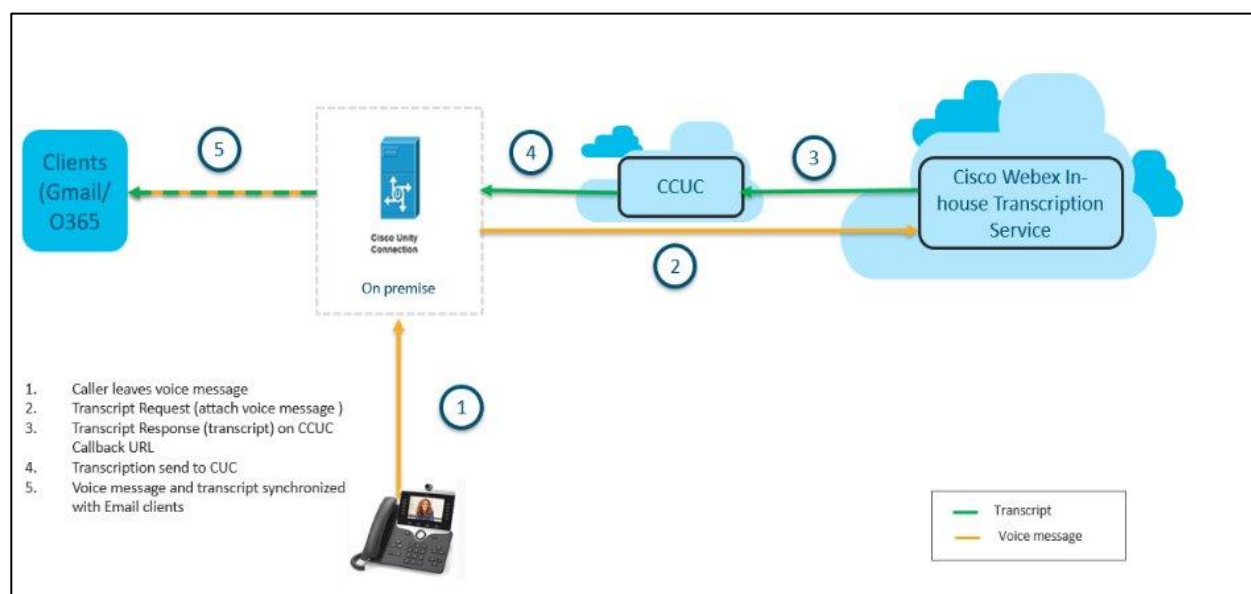 5
4
3
2
1
Clients
(Gmail/
O365
CCUC
Cisco Webex In-
house Transcription
Service
Cisco Unity
Connection
On premise
1. Caller leaves voice message
2. Transcript Request (attach voice message )
3. Transcript Response (transcript) on CCUC
Callback URL
4. Transcription send to CUC
5. Voice message and transcript synchronized
with Email clients
Transcript
Voice message